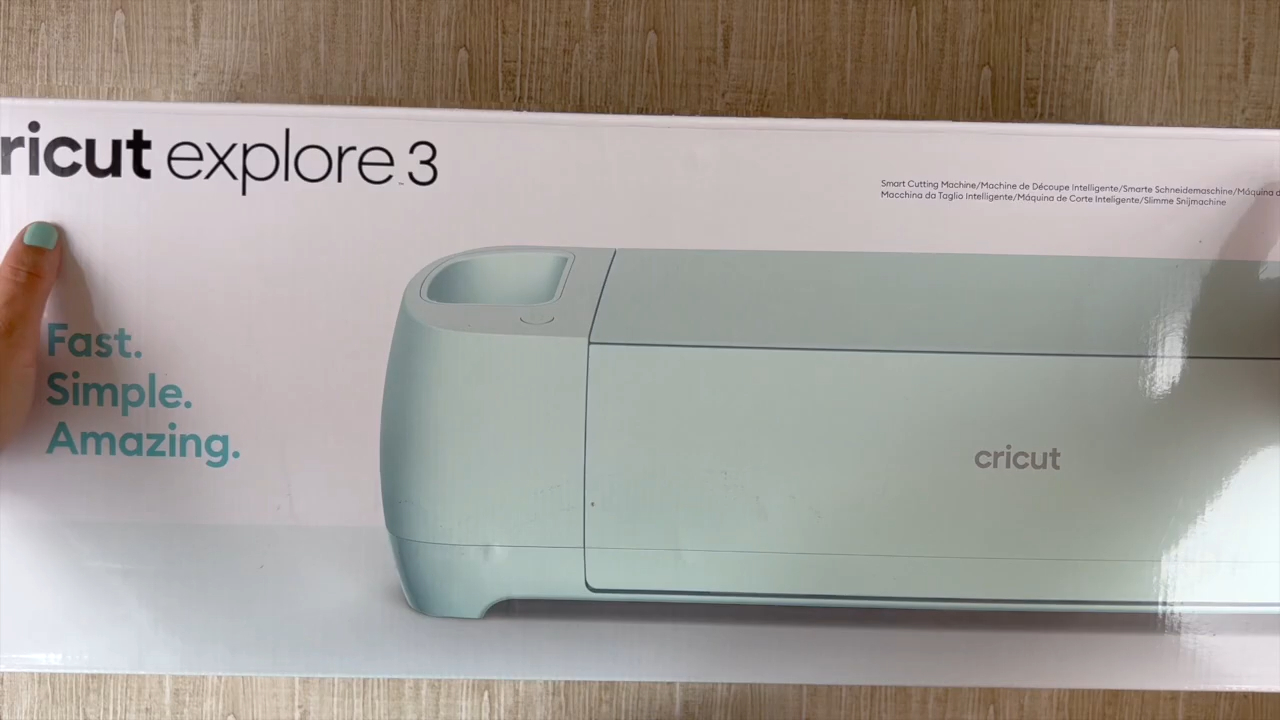 ricut explore 3
Smart Cutting Machine/Machine de Découpe Intelligente/Smarte Schneidemaschine/Máquina d
Macchina da Taglio Intelligente/Máquina de Corte Inteligente/Slimme Snijmachine
Fast.
Simple.
Amazing.
cricut